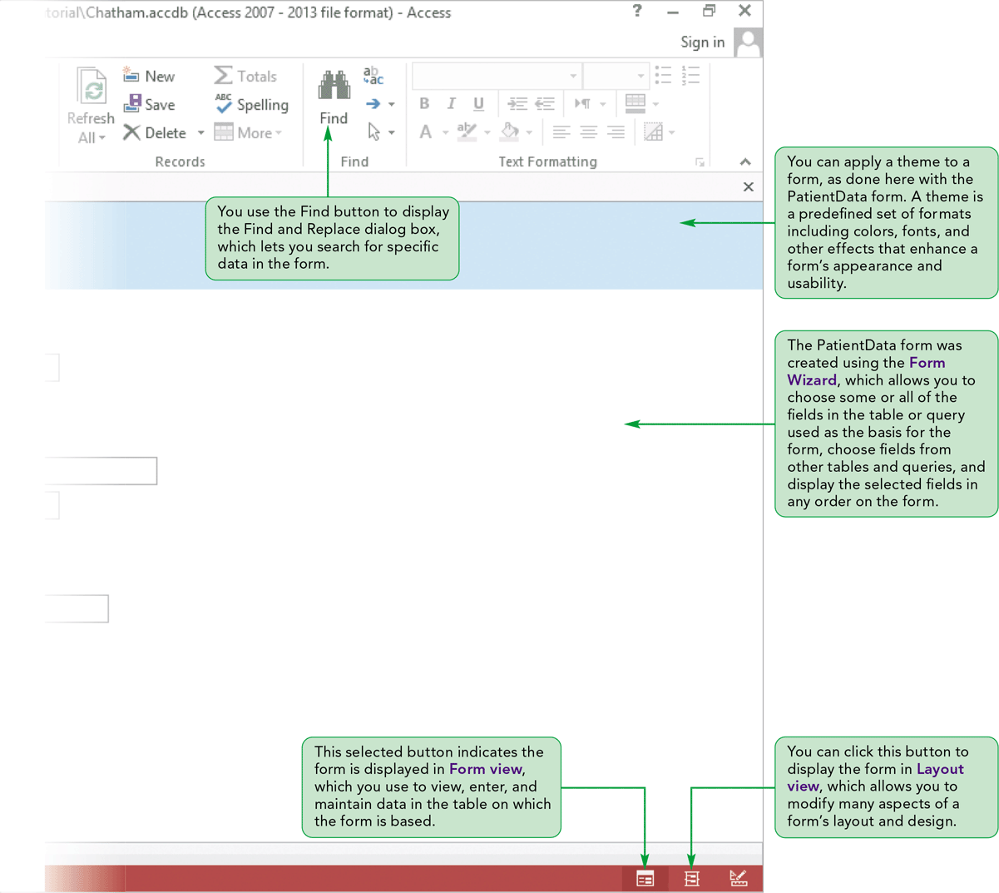 torial\Chatham.accdb (Access 2007 - 2013 file format) - Access
?
Sign in
New
Totals
ab
ac
Save
ABC
Spelling
Refresh
All
Delete
More
Find
B I U
A
ab
Records
Find
Text Formatting
You use the Find button to display
the Find and Replace dialog box,
which lets you search for specific
data in the form.
You can apply a theme to a
form, as done here with the
PatientData form. A theme is
a predefined set of formats
including colors, fonts, and
other effects that enhance a
form’s appearance and
usability.
The PatientData form was
created using the Form
Wizard, which allows you to
choose some or all of the
fields in the table or query
used as the basis for the
form, choose fields from
other tables and queries, and
display the selected fields in
any order on the form.
This selected button indicates the
form is displayed in Form view,
which you use to view, enter, and
maintain data in the table on which
the form is based.
You can click this button to
display the form in Layout
view, which allows you to
modify many aspects of a
form’s layout and design.